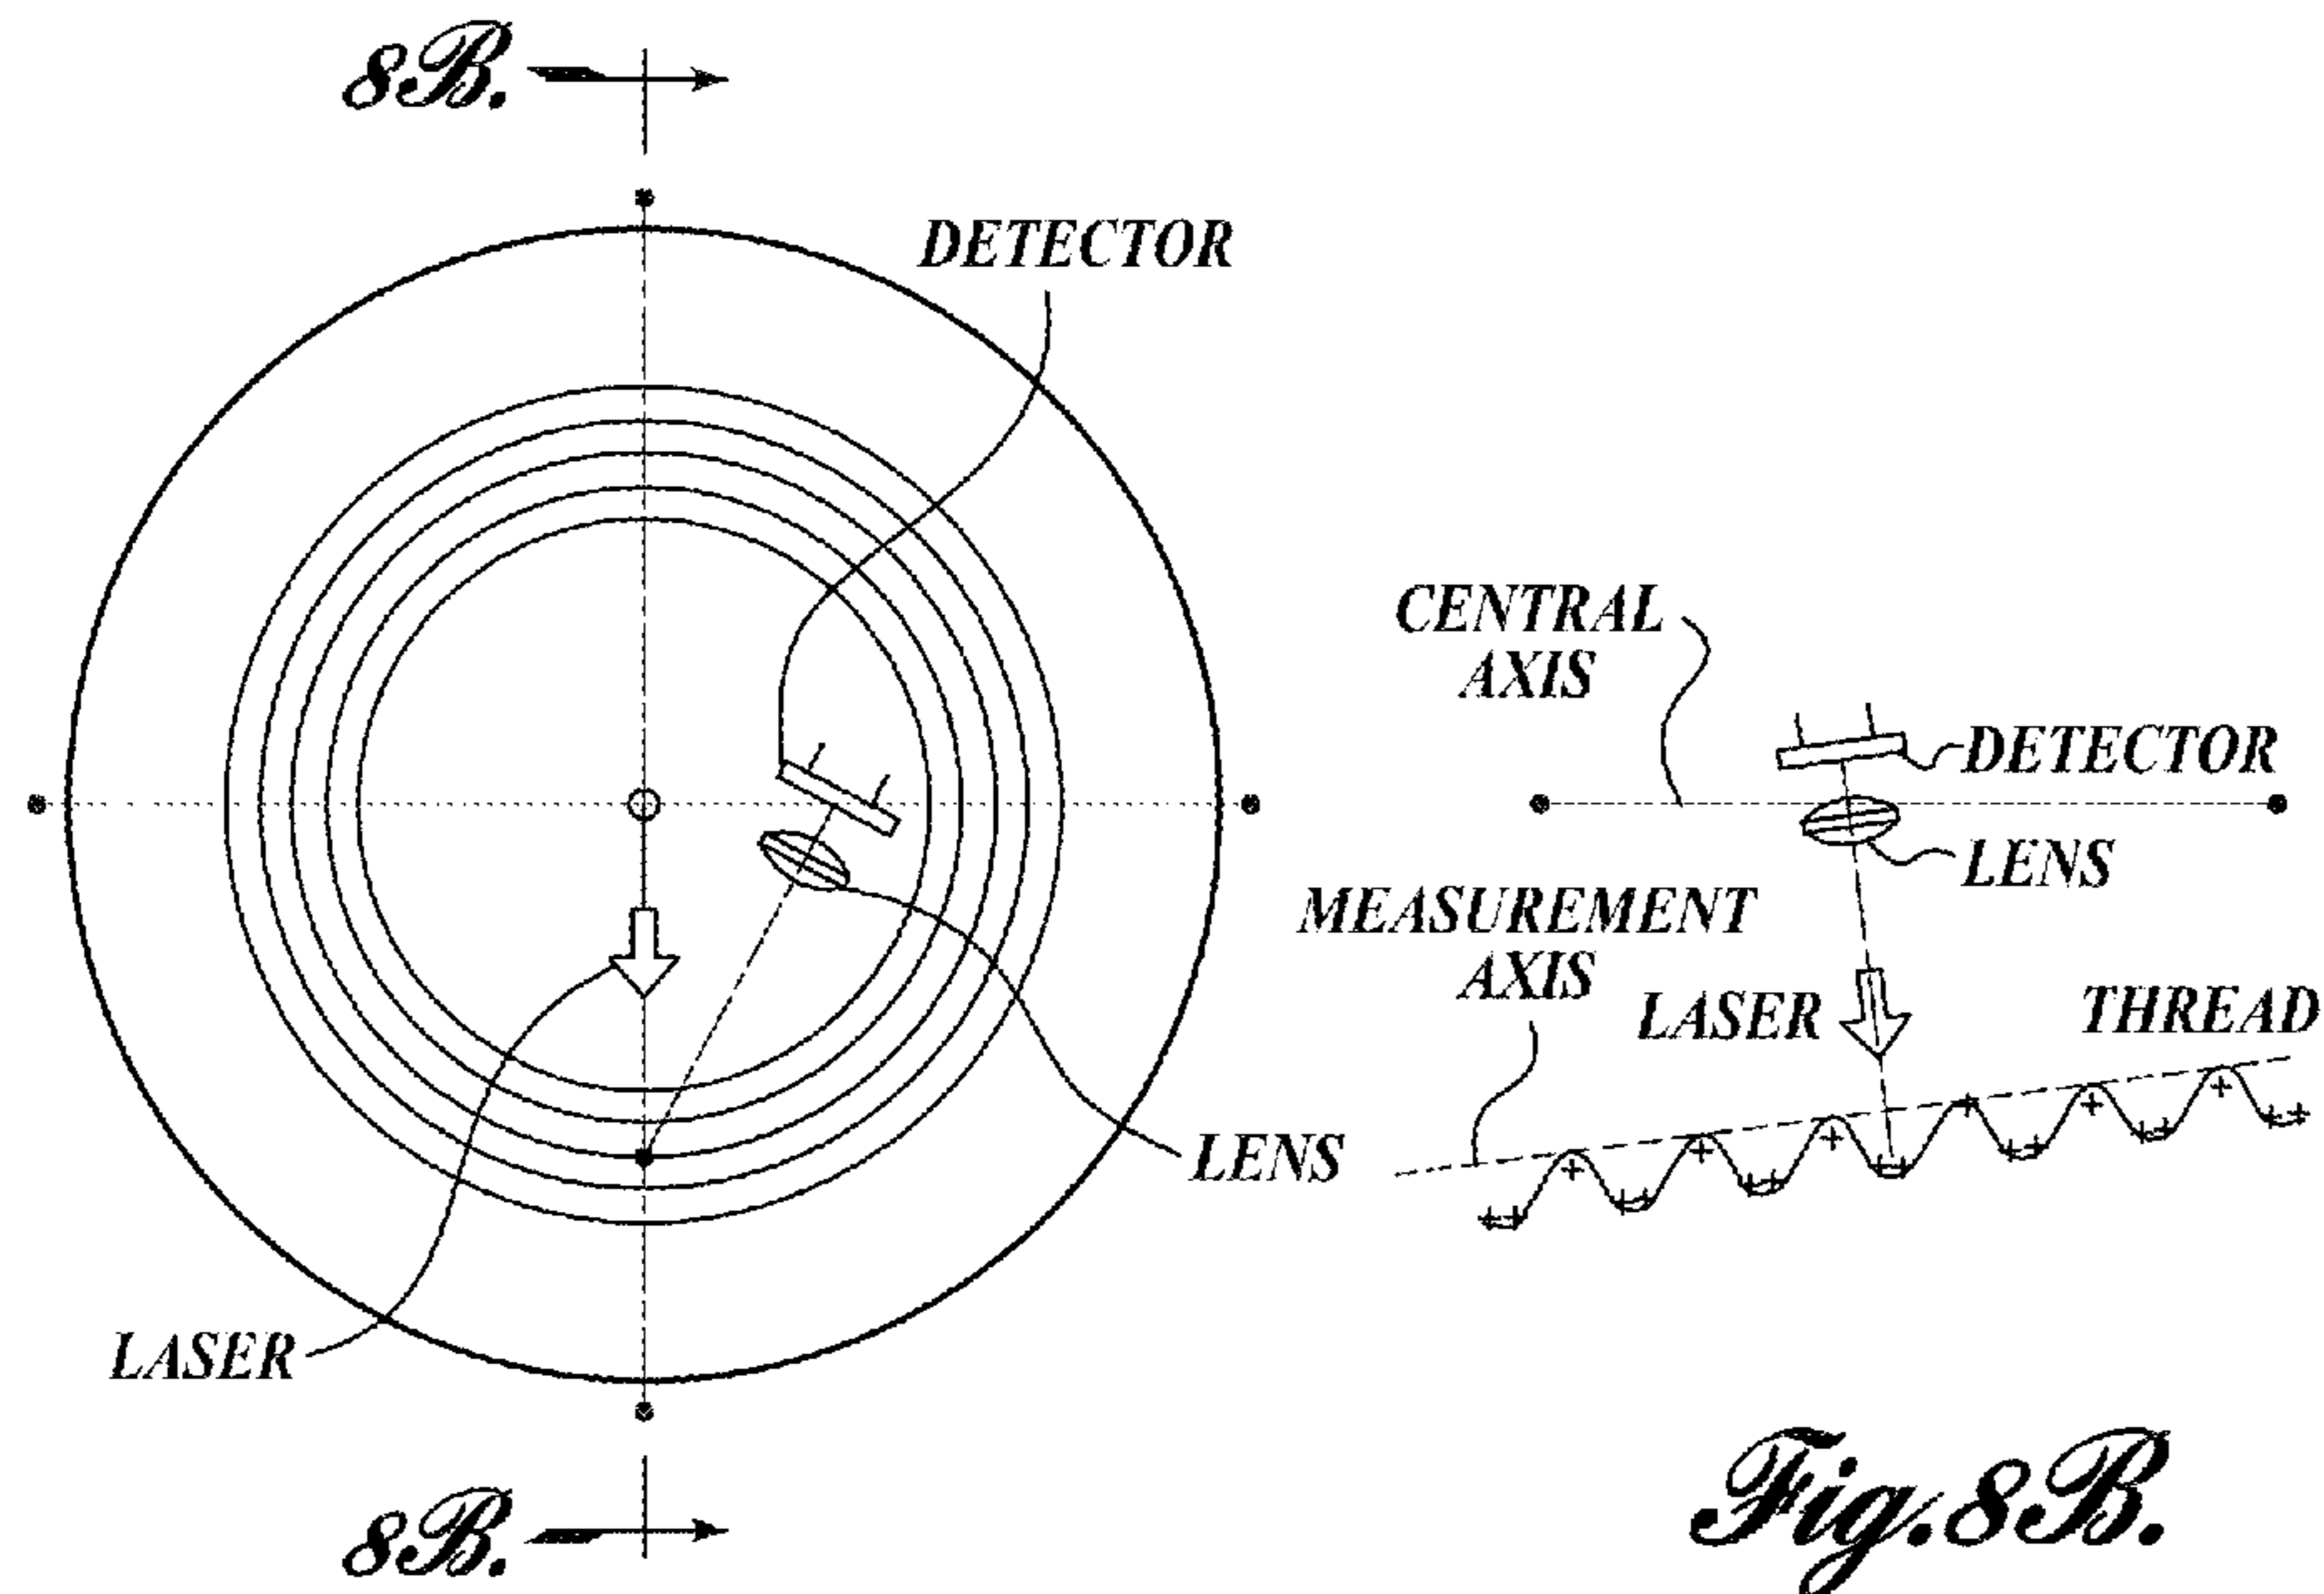 8B.
DETECTOR
CENTRAL
AXIS
DETECTOR
LENS
MEASUREMENT
AXIS
LASER
THREAD
LENS
LASER
8B.
Fig.8B.